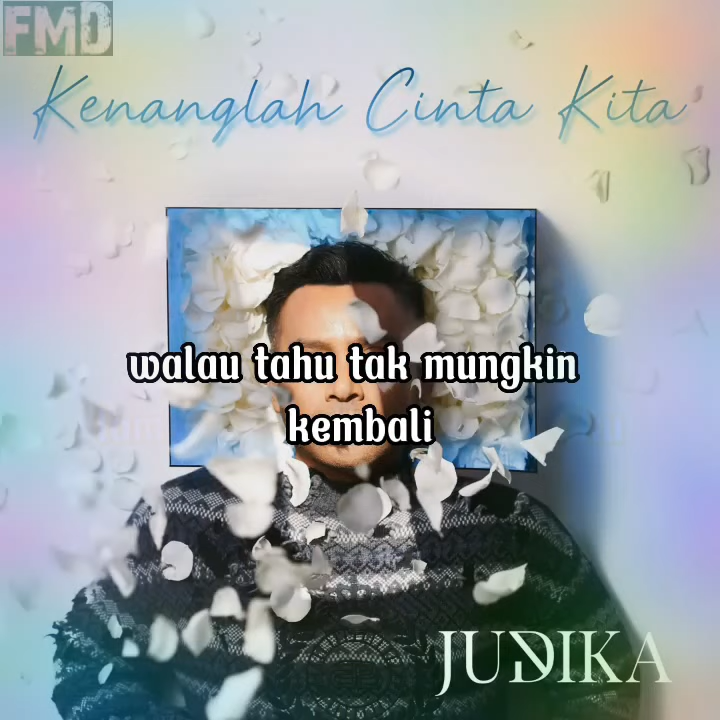 FMD
Kenanglah Cinta Kita
walau tahu tak mungkin
kembali
JUDIKA